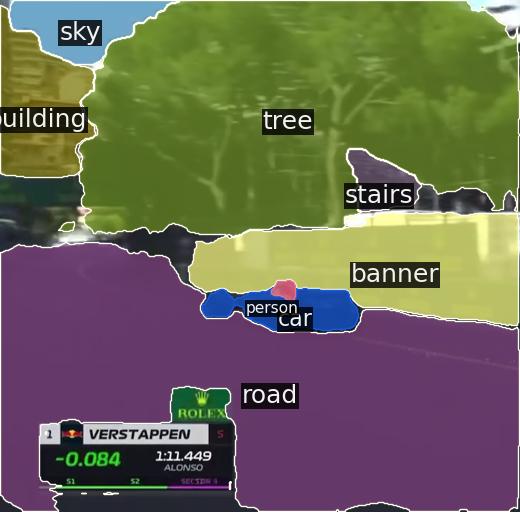 sky
building
tree
stairs
banner
person
car
road
ROLEX
1 VERSTAPPEN S
-0.084 1:11.449
ALONSO
S1 S2 SECTOR